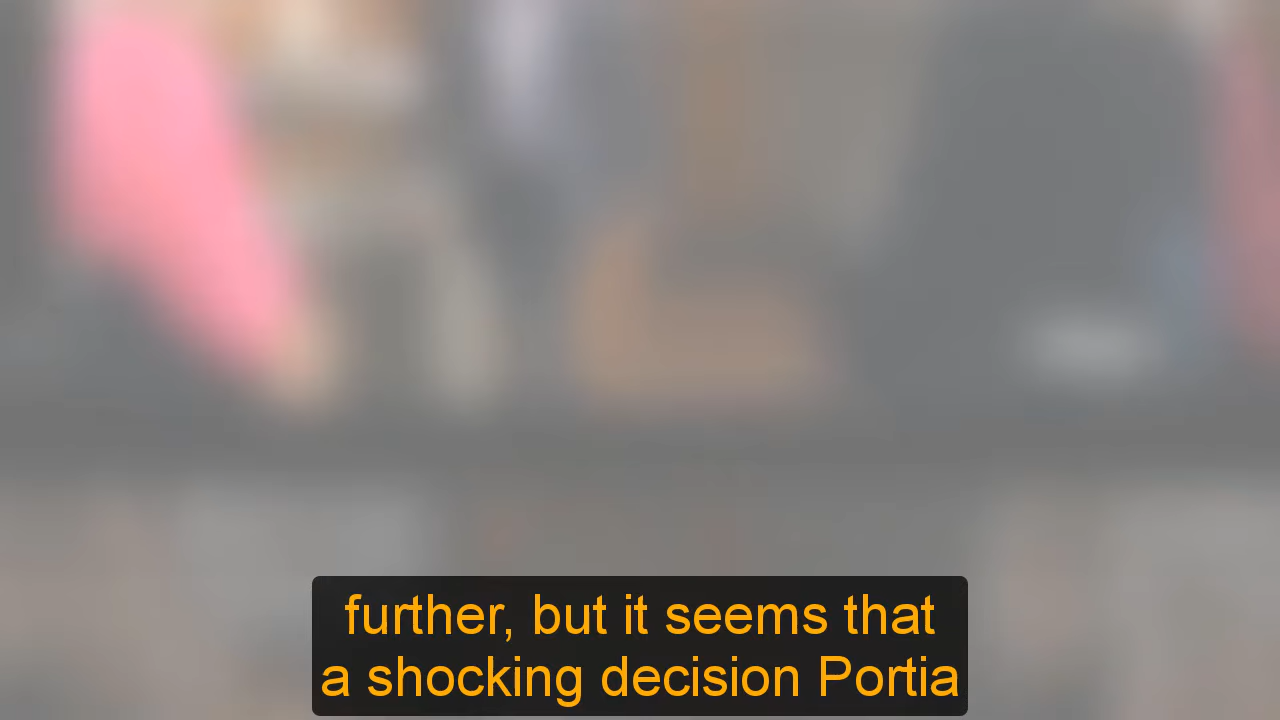 further, but it seems that
a shocking decision Portia